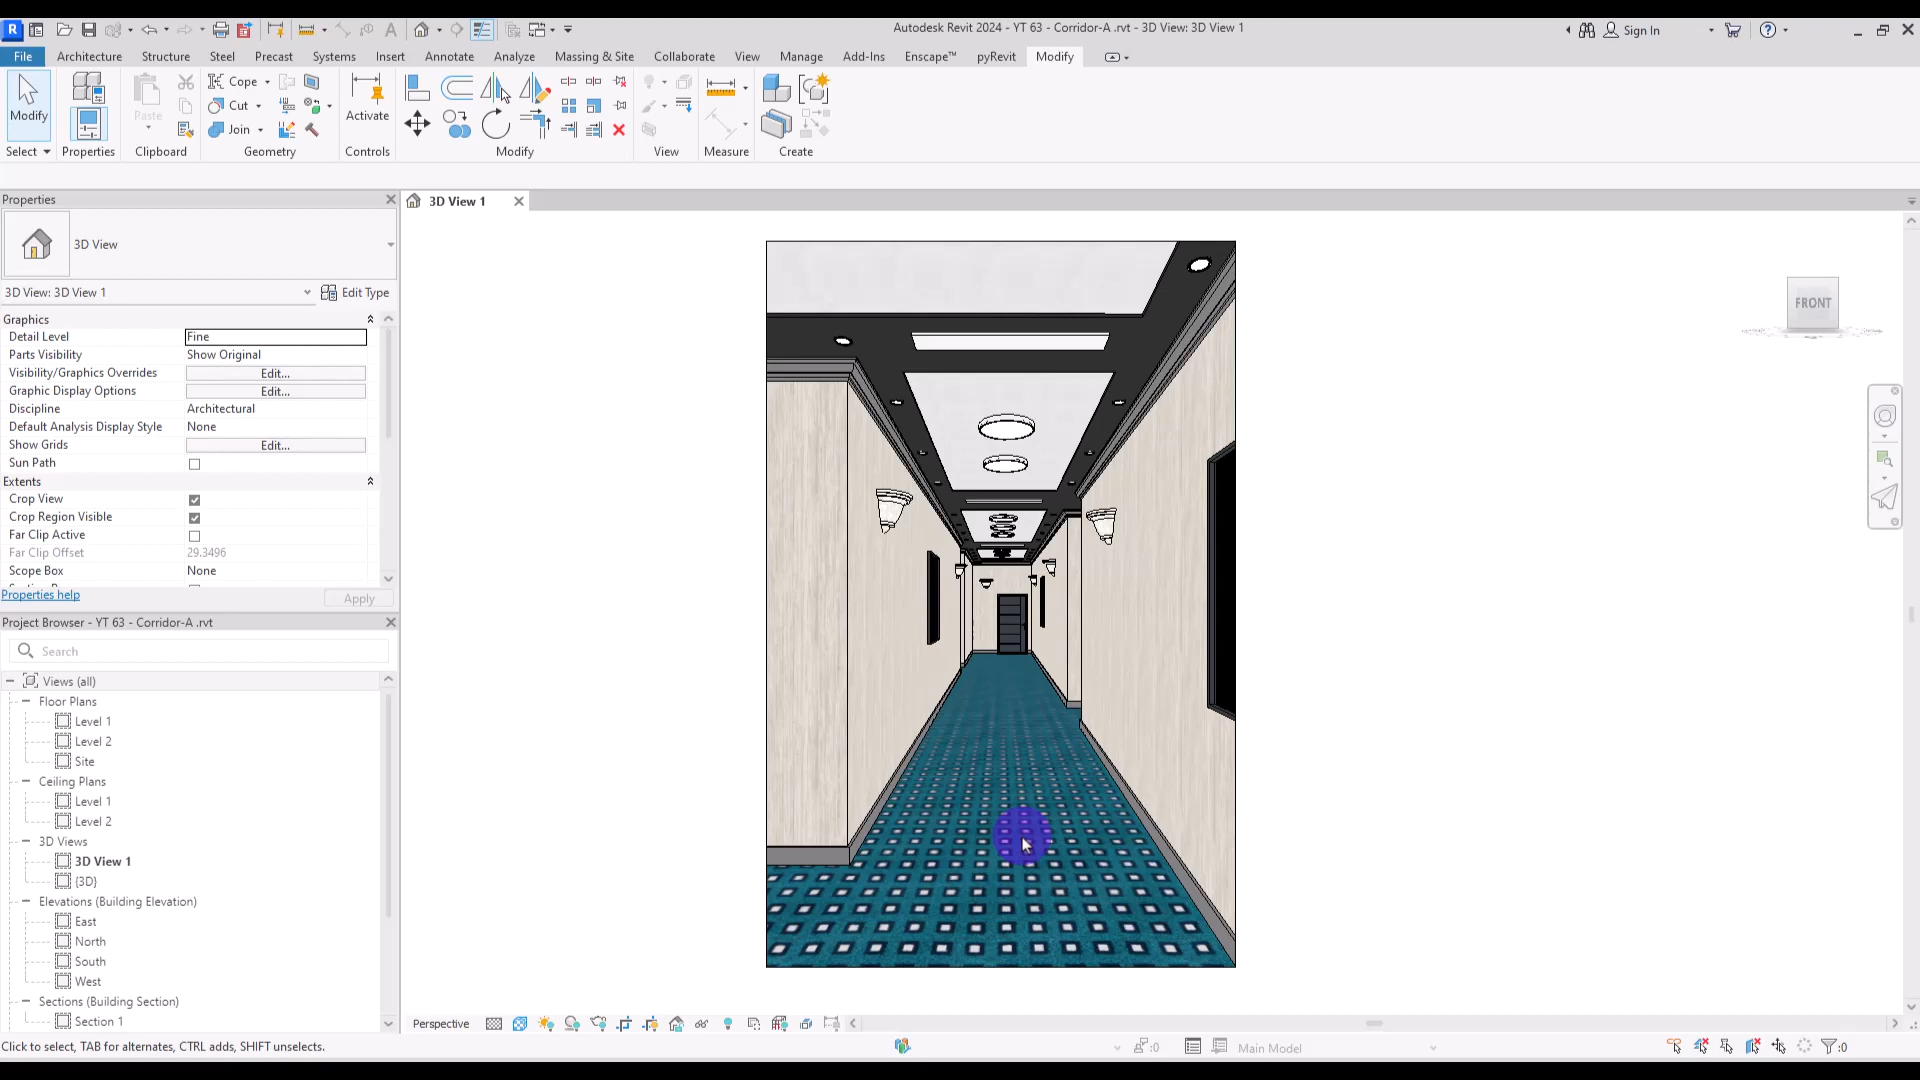 Autodesk Revit 2024 - YT 63 - Corridor-A .rvt - 3D View: 3D View 1
Sign In
File Architecture Structure Steel Precast Systems Insert Annotate Analyze Massing & Site Collaborate View Manage Add-Ins Enscape™ pyRevit Modify
Modify
Paste
Cope
Cut
Join
Activate
Select Properties Clipboard Geometry Controls Modify View Measure Create
Properties
3D View 1
3D View
3D View: 3D View 1
Edit Type
Graphics
Detail Level Fine
Parts Visibility Show Original
Visibility/Graphics Overrides Edit...
Graphic Display Options Edit...
Discipline Architectural
Default Analysis Display Style None
Show Grids Edit...
Sun Path
Extents
Crop View
Crop Region Visible
Far Clip Active
Far Clip Offset 29.3496
Scope Box None
Properties help
Apply
FRONT
Project Browser - YT 63 - Corridor-A .rvt
Search
Views (all)
Floor Plans
Level 1
Level 2
Site
Ceiling Plans
Level 1
Level 2
3D Views
3D View 1
{3D}
Elevations (Building Elevation)
East
North
South
West
Sections (Building Section)
Section 1
Perspective
Click to select, TAB for alternates, CTRL adds, SHIFT unselects.
:0
Main Model
:0